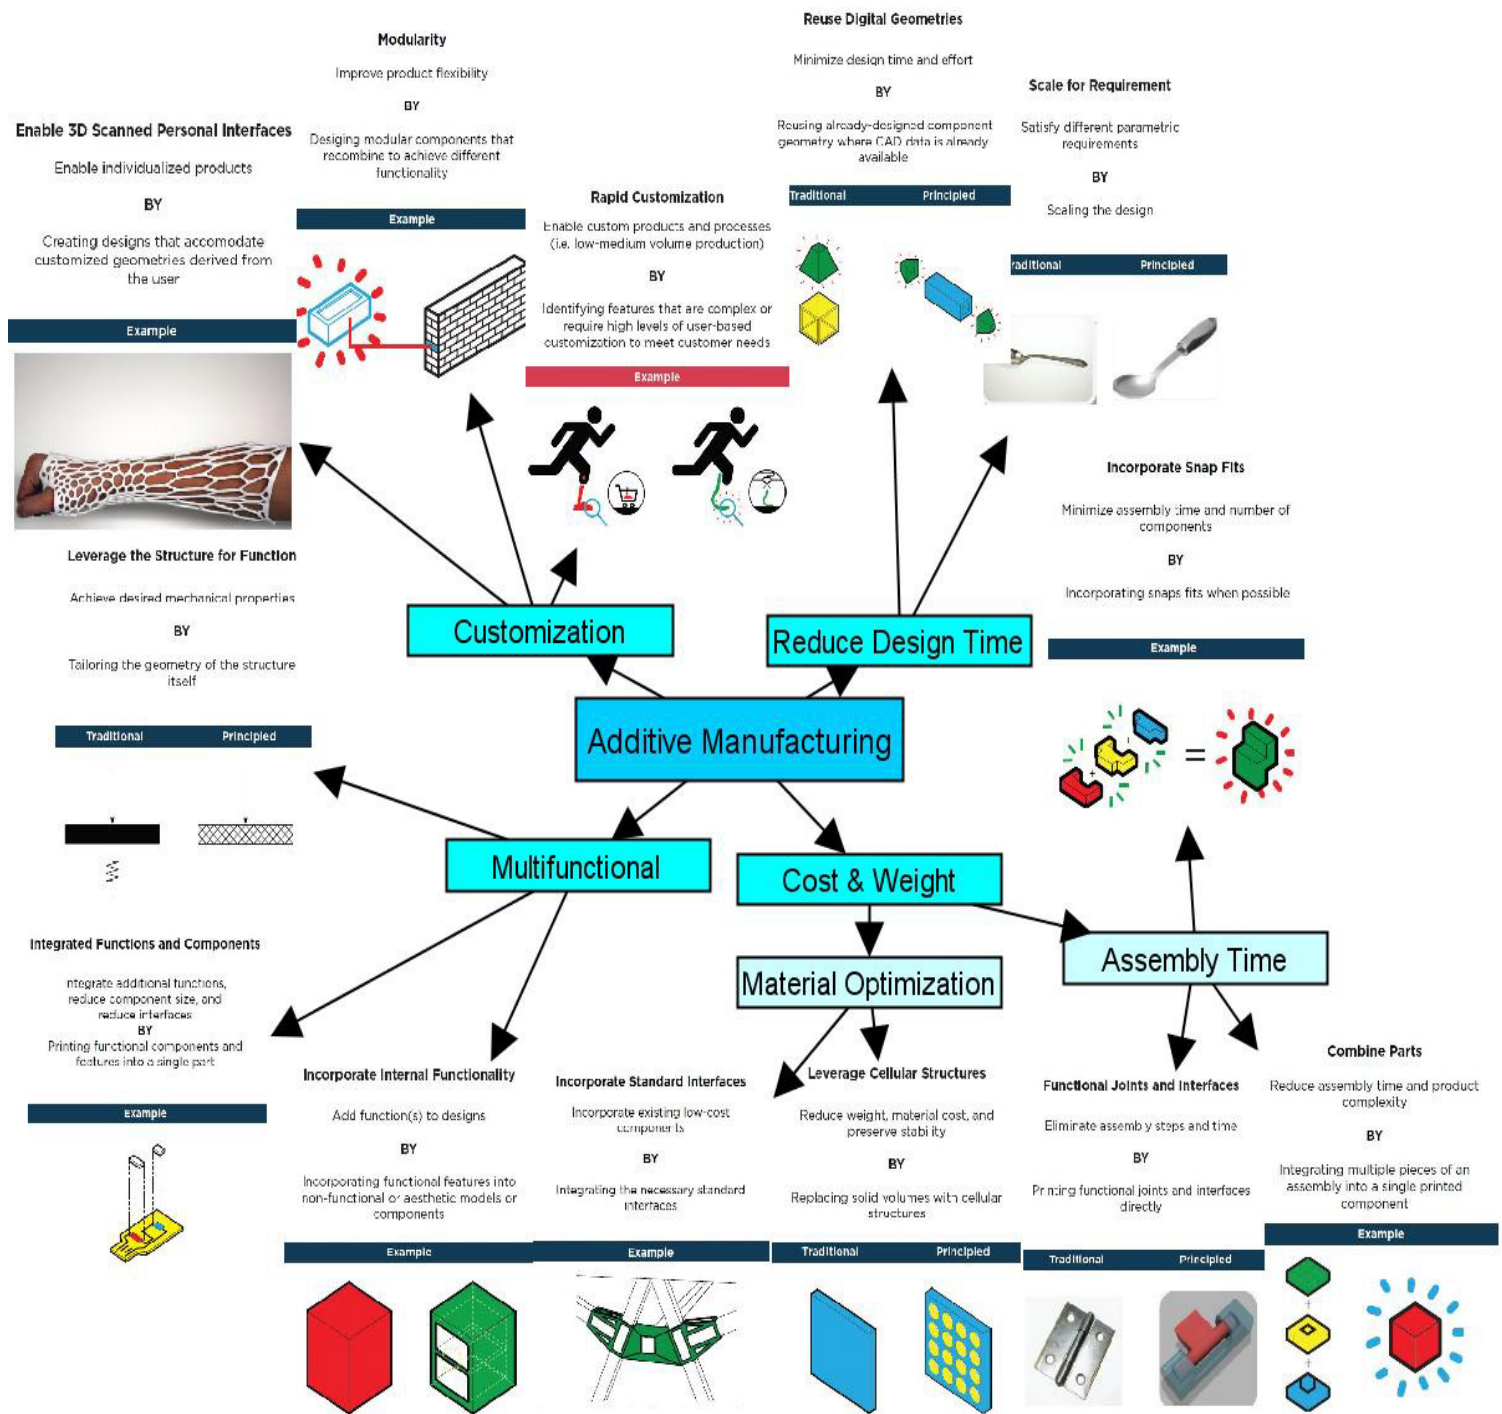 Reuse Digital Geometries
Minimize design time and effort
BY
Reusing already-designed component
geometry where CAD data is already
available
Traditional
Principled
Modularity
Improve product flexibility
BY
Desiging modular components that
recombine to achieve different
functionality
Example
Scale for Requirement
Satisfy different parametric
requirements
BY
Scaling the design
raditional
Principled
Enable 3D Scanned Personal Interfaces
Enable individualized products
BY
Creating designs that accomodate
customized geometries derived from
the user
Example
Rapid Customization
Enable custom products and processes
(i.e. low-medium volume production)
BY
Identifying features that are complex or
require high levels of user-based
customization to meet customer needs
Example
Incorporate Snap Fits
Minimize assembly time and number of
components
BY
Incorporating snaps fits when possible
Example
+
+
=
Leverage the Structure for Function
Achieve desired mechanical properties
BY
Tailoring the geometry of the structure
itself
Traditional
Principled
Customization
Reduce Design Time
Additive Manufacturing
Multifunctional
Cost & Weight
Material Optimization
Assembly Time
Integrated Functions and Components
ntegrate additional functions,
reduce component size, and
reduce interfaces
BY
Printing functional components and
features into a single part
Example
Incorporate Internal Functionality
Add function(s) to designs
BY
Incorporating functional features into
non-functional or aesthetic models or
components
Example
Incorporate Standard Interfaces
Incorporate existing low-cost
components
BY
Integrating the necessary standard
interfaces
Example
Leverage Cellular Structures
Reduce weight, material cost, and
preserve stability
BY
Replacing solid volumes with cellular
structures
Traditional
Principled
Functional Joints and Interfaces
Eliminate assembly steps and time
BY
Printing functional joints and interfaces
directly
Traditional
Principled
Combine Parts
Reduce assembly time and product
complexity
BY
Integrating multiple pieces of an
assembly into a single printed
component
Example
+
+